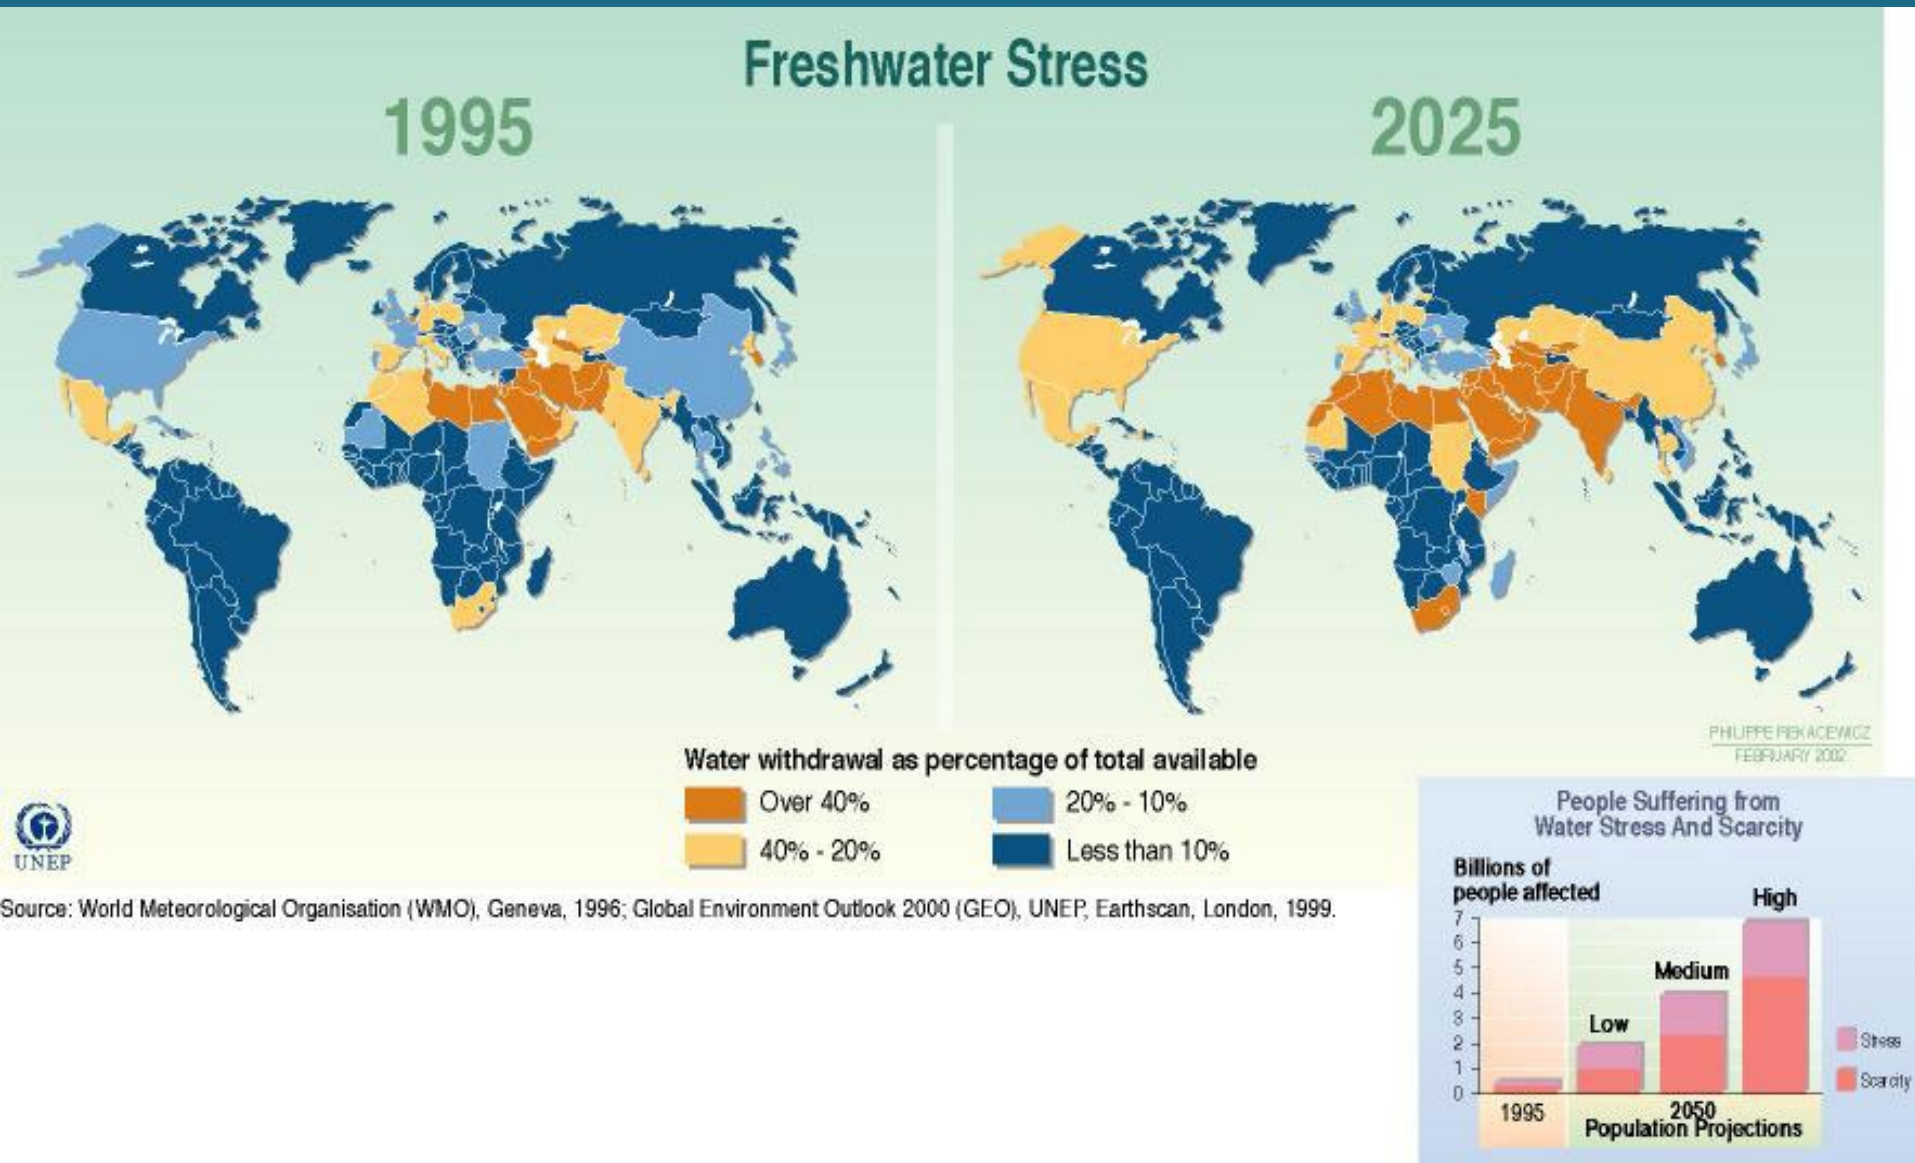 Freshwater Stress
1995
2025
PHILIPPE REKACEWICZ
FEBRUARY 2002
Water withdrawal as percentage of total available
Over 40%
20% - 10%
40% - 20%
Less than 10%
UNEP
Source: World Meteorological Organisation (WMO), Geneva, 1996; Global Environment Outlook 2000 (GEO), UNEP, Earthscan, London, 1999.
People Suffering from
Water Stress And Scarcity
Billions of
people affected
High
7
6
5
Medium
4
3
Low
2
1
0
Stress
Scarcity
1995
2050
Population Projections